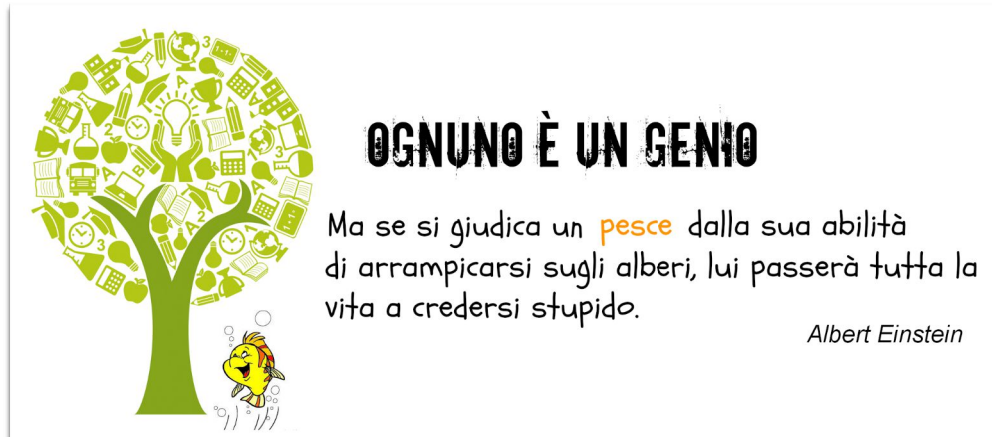 OGNUNO È UN GENIO
Ma se si giudica un pesce dalla sua abilità
di arrampicarsi sugli alberi, lui passerà tutta la
vita a credersi stupido.
Albert Einstein